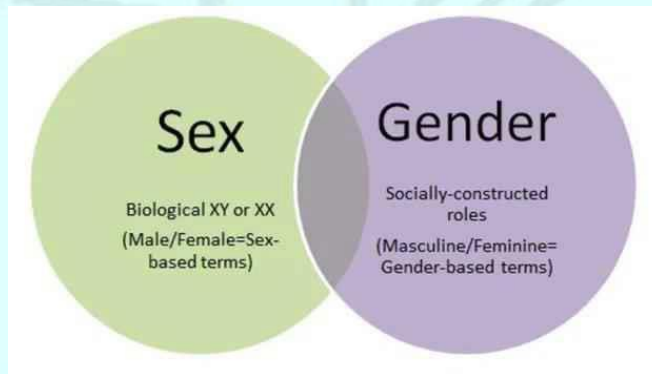 Sex
Biological XY or XX
(Male/Female=Sex-
based terms)
Gender
Socially-constructed
roles
(Masculine/Feminine=
Gender-based terms)